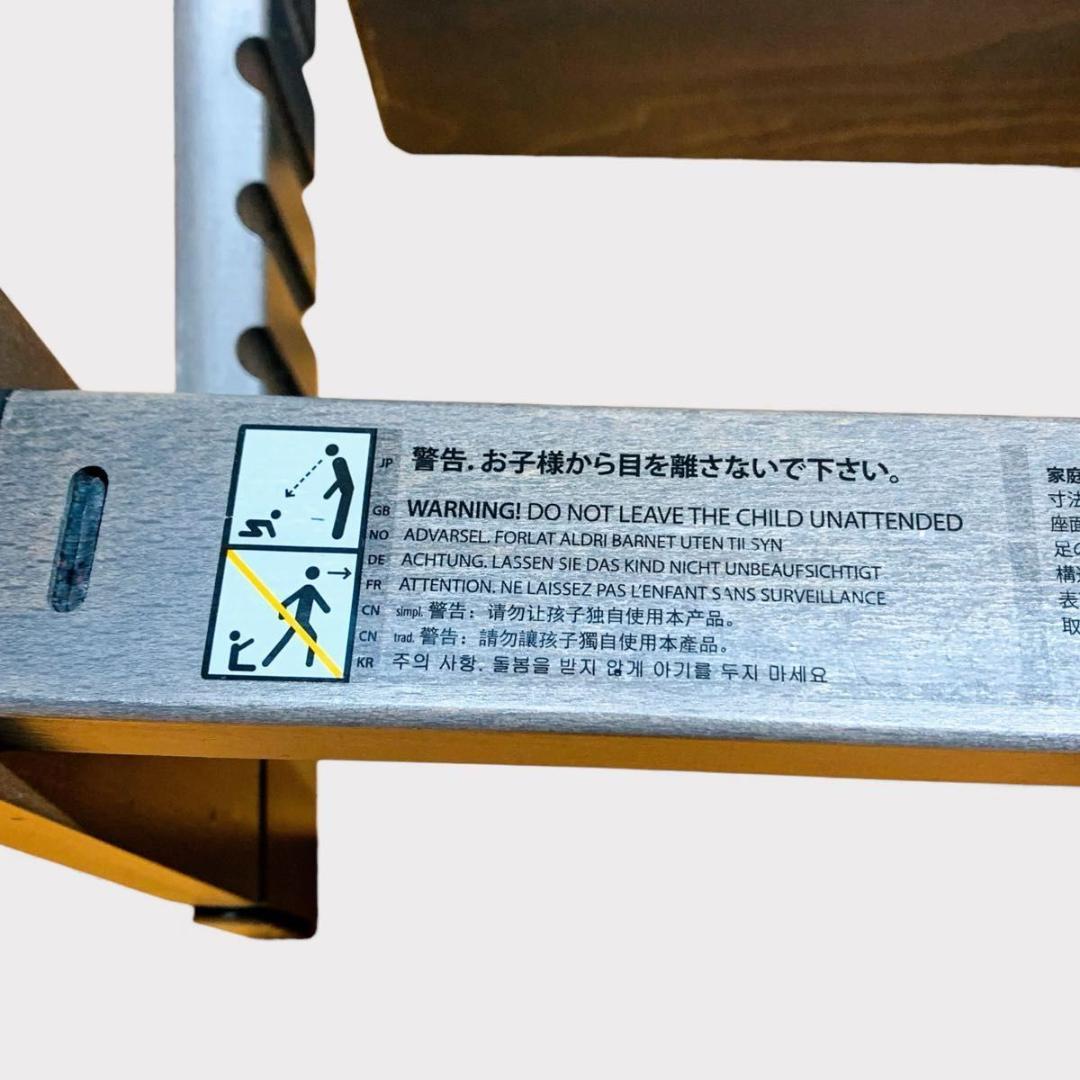 JP 警告. お子様から目を離さないで下さい。
GB WARNING! DO NOT LEAVE THE CHILD UNATTENDED
NO ADVARSEL. FORLAT ALDRI BARNET UTEN TIL SYN
DE ACHTUNG. LASSEN SIE DAS KIND NICHT UNBEAUFSICHTIGT
FR ATTENTION. NE LAISSEZ PAS L'ENFANT SANS SURVEILLANCE
CN simpl. 警告：请勿让孩子独自使用本产品。
CN trad. 警告：請勿讓孩子獨自使用本產品。
KR 주의 사항. 돌봄을 받지 않게 아기를 두지 마세요
家庭
寸法
座面
足の
構造
表
取